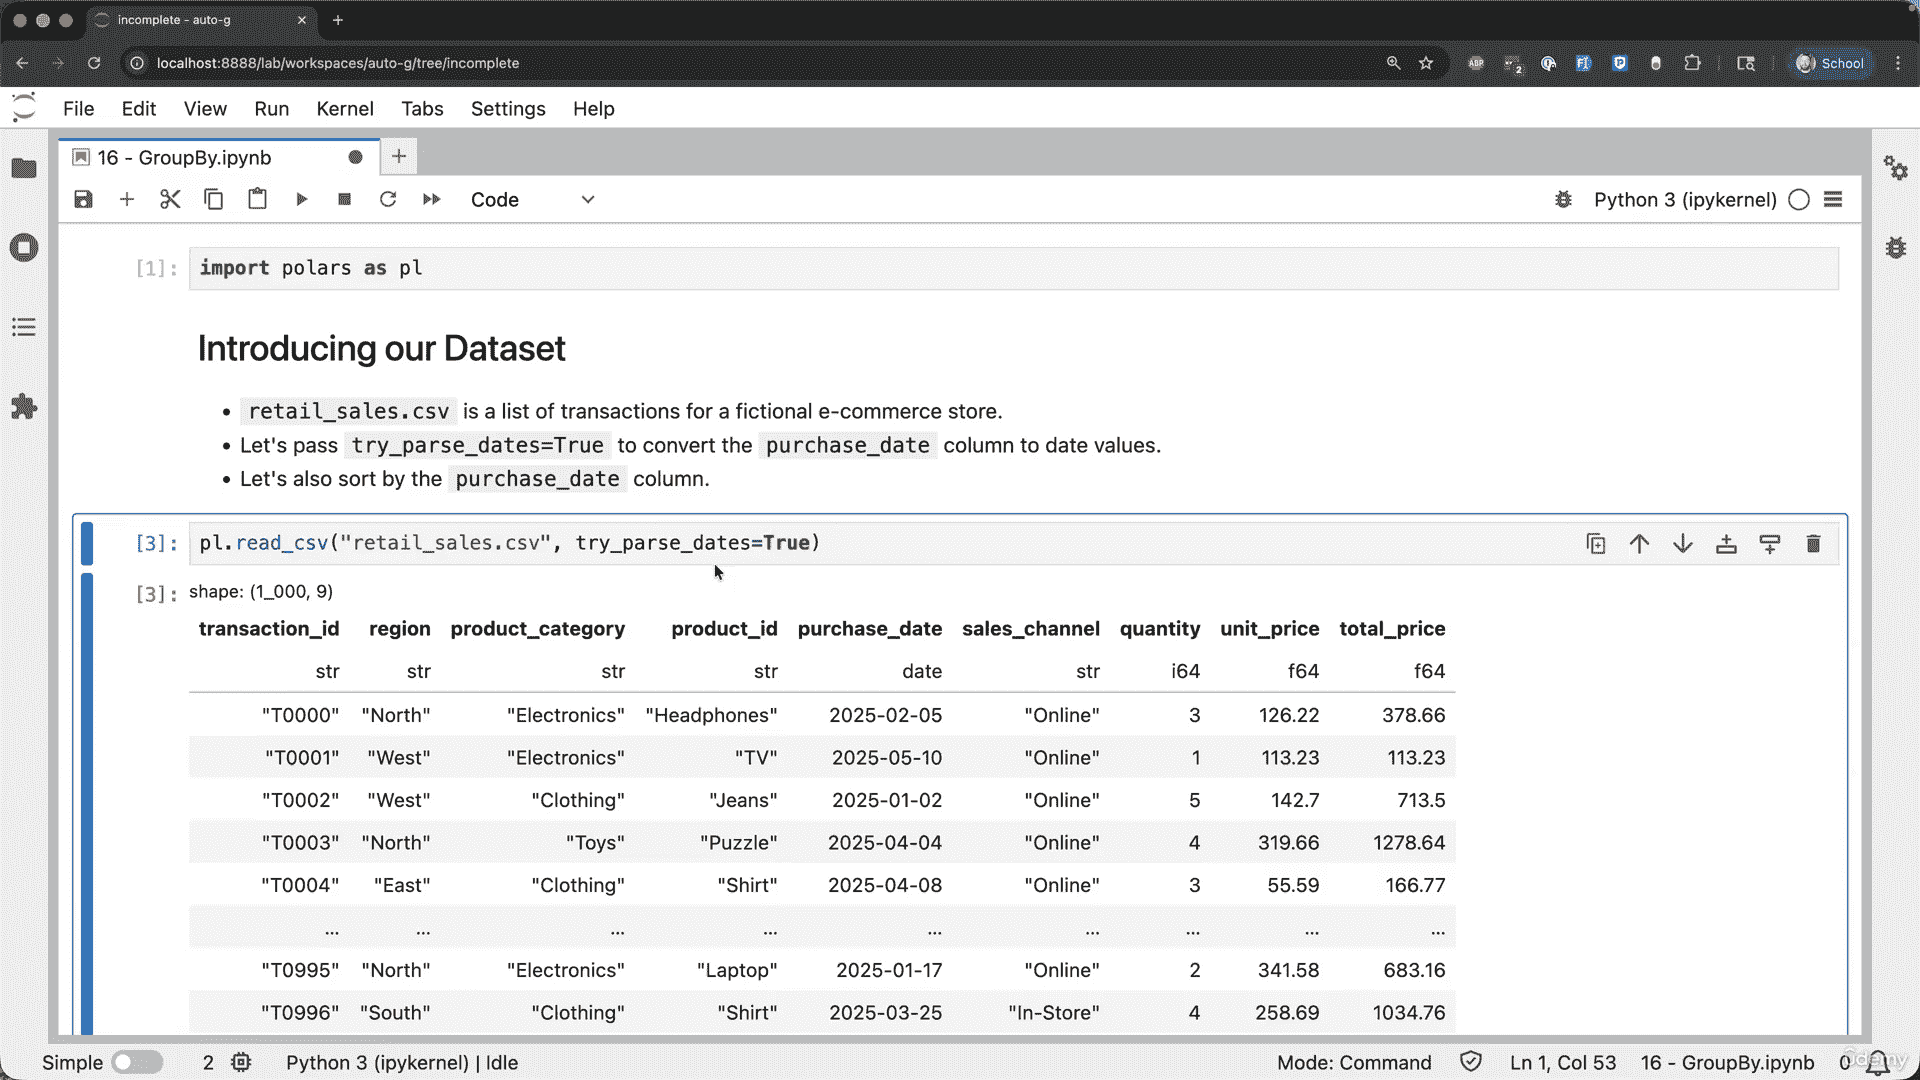 incomplete - auto-g
localhost:8888/lab/workspaces/auto-g/tree/incomplete
ABP
2
School
File Edit View Run Kernel Tabs Settings Help
16 - GroupBy.ipynb
Code
Python 3 (ipykernel)
[1]: import polars as pl
Introducing our Dataset
• retail_sales.csv is a list of transactions for a fictional e-commerce store.
• Let's pass try_parse_dates=True to convert the purchase_date column to date values.
• Let's also sort by the purchase_date column.
[3]: pl.read_csv("retail_sales.csv", try_parse_dates=True)
[3]: shape: (1_000, 9)
transaction_id region product_category product_id purchase_date sales_channel quantity unit_price total_price
str str str str date str i64 f64 f64
"T0000" "North" "Electronics" "Headphones" 2025-02-05 "Online" 3 126.22 378.66
"T0001" "West" "Electronics" "TV" 2025-05-10 "Online" 1 113.23 113.23
"T0002" "West" "Clothing" "Jeans" 2025-01-02 "Online" 5 142.7 713.5
"T0003" "North" "Toys" "Puzzle" 2025-04-04 "Online" 4 319.66 1278.64
"T0004" "East" "Clothing" "Shirt" 2025-04-08 "Online" 3 55.59 166.77
... ... ... ... ... ... ... ... ...
"T0995" "North" "Electronics" "Laptop" 2025-01-17 "Online" 2 341.58 683.16
"T0996" "South" "Clothing" "Shirt" 2025-03-25 "In-Store" 4 258.69 1034.76
Simple 2 Python 3 (ipykernel) | Idle Mode: Command Ln 1, Col 53 16 - GroupBy.ipynb 0
Udemy